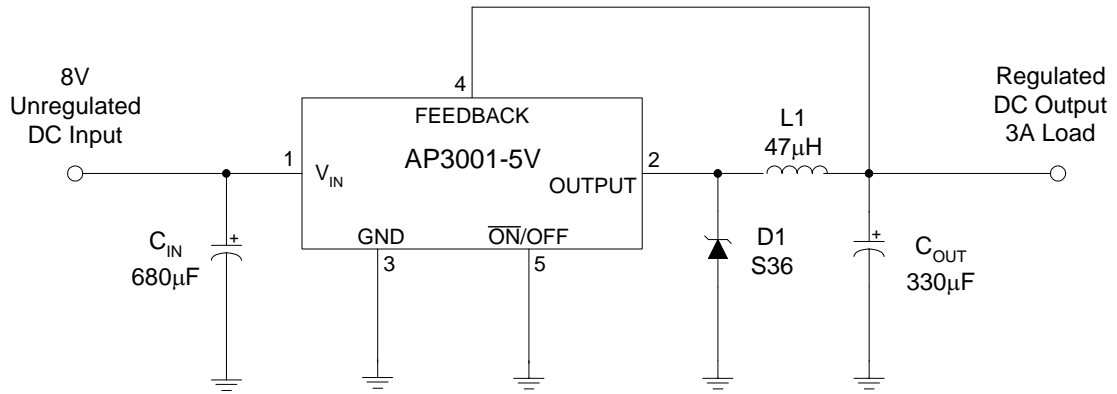 8V
Unregulated
DC Input
4
FEEDBACK
AP3001-5V
1
V_IN
2
OUTPUT
L1
47μH
Regulated
DC Output
3A Load
C_IN
680μF
+
GND
3
ON/OFF
5
D1
S36
+
C_OUT
330μF